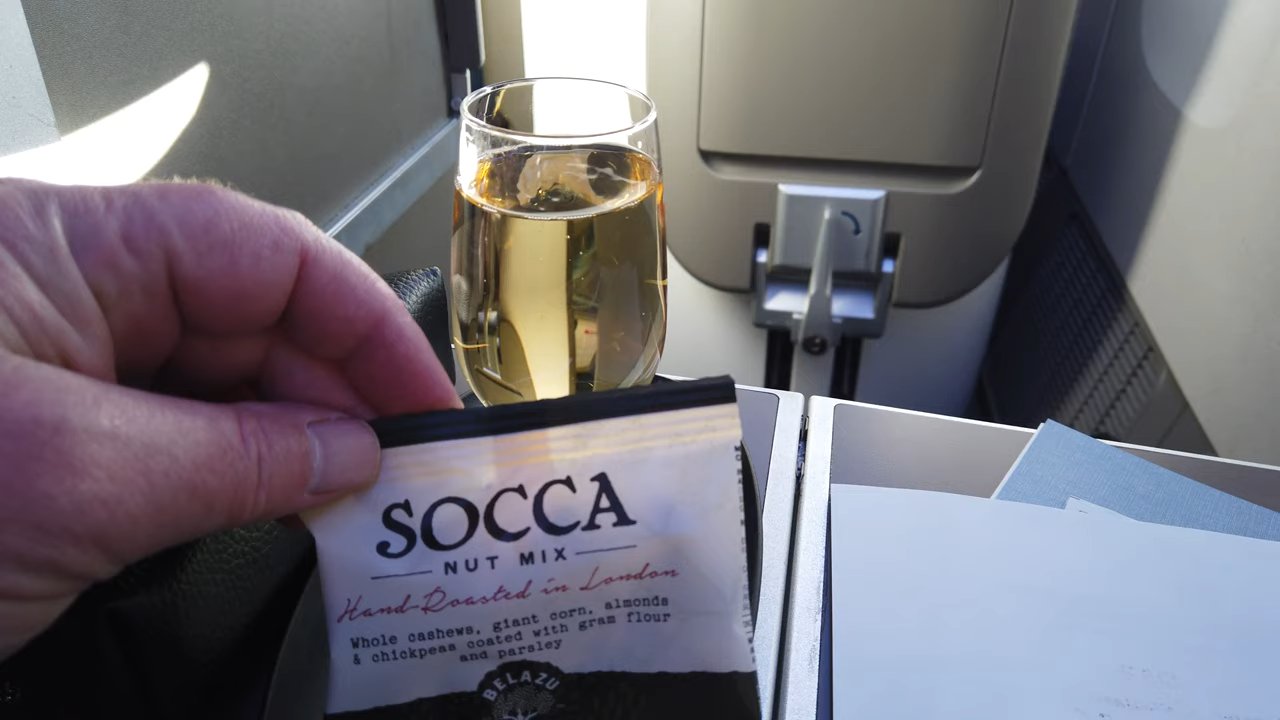 SOCCA
NUT MIX
Hand-Roasted in London
Whole cashews, giant corn, almonds
& chickpeas coated with gram flour
and parsley
BELAZU